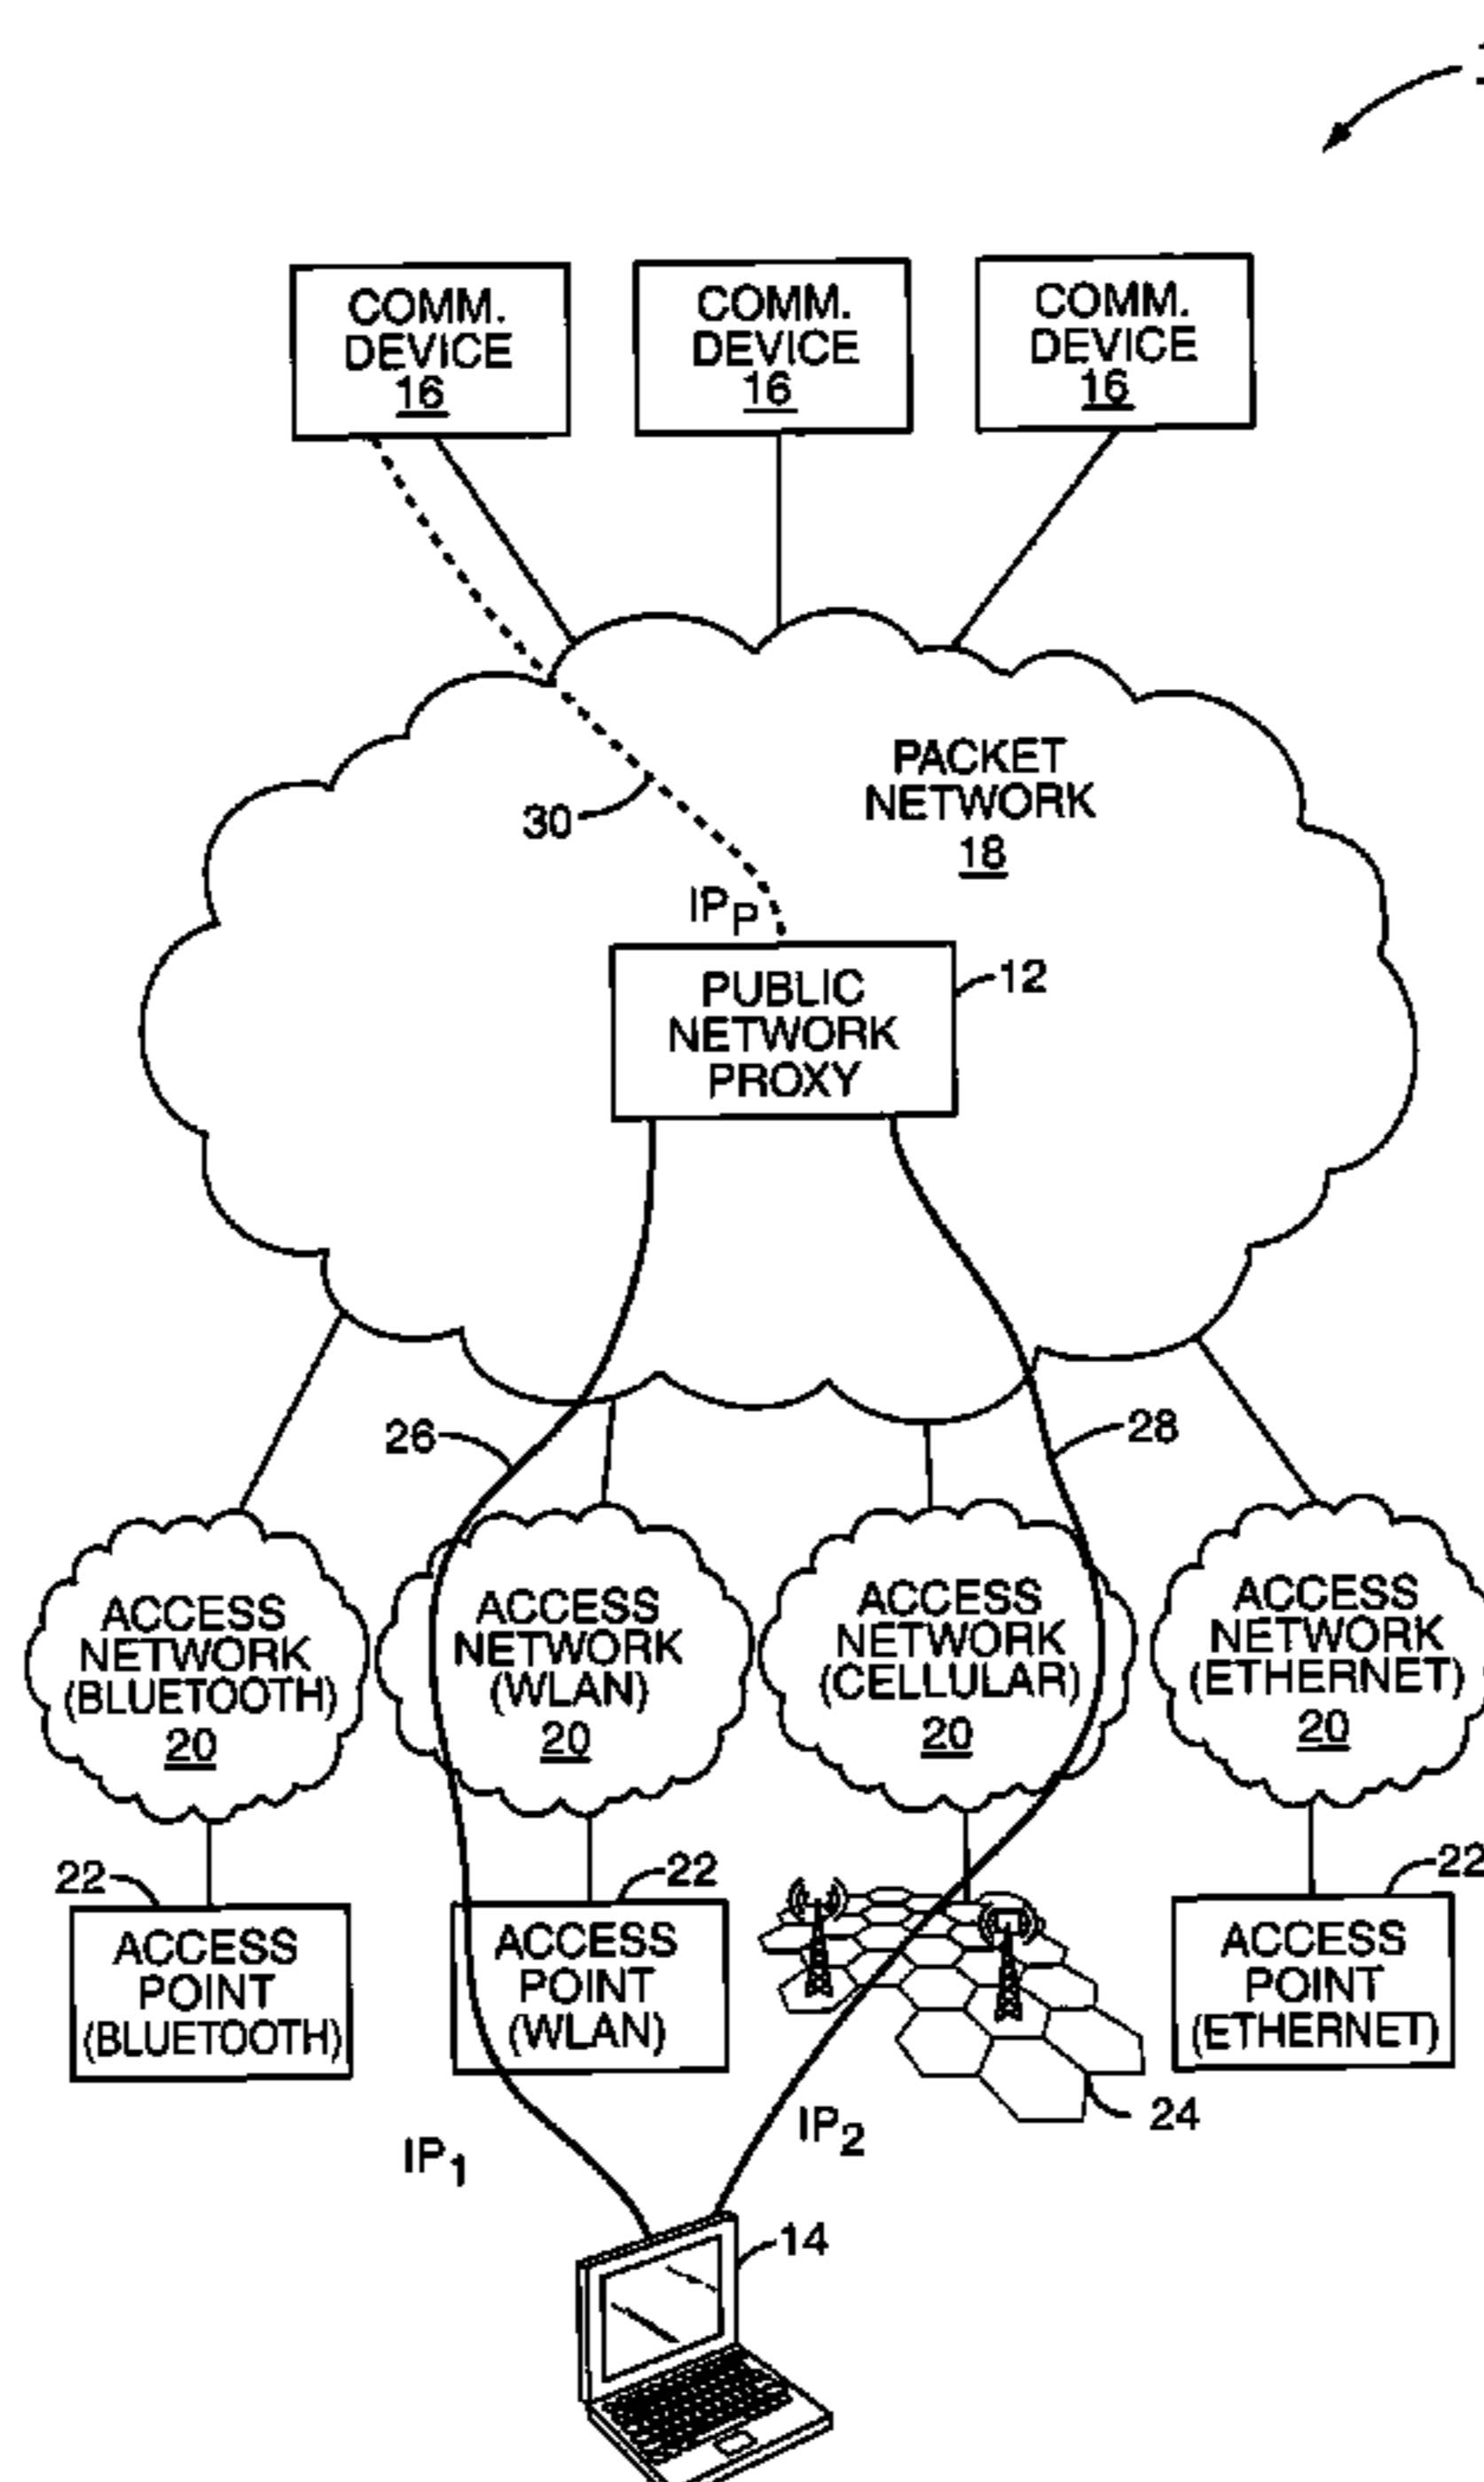 COMM.
DEVICE
16
COMM.
DEVICE
16
COMM.
DEVICE
16
PACKET
NETWORK
18
30
IPP
PUBLIC
NETWORK
PROXY
12
26
28
ACCESS
NETWORK
(BLUETOOTH)
20
ACCESS
NETWORK
(WLAN)
20
ACCESS
NETWORK
(CELLULAR)
20
ACCESS
NETWORK
(ETHERNET)
20
22
22
22
ACCESS
POINT
(BLUETOOTH)
ACCESS
POINT
(WLAN)
ACCESS
POINT
(ETHERNET)
24
IP1
IP2
14